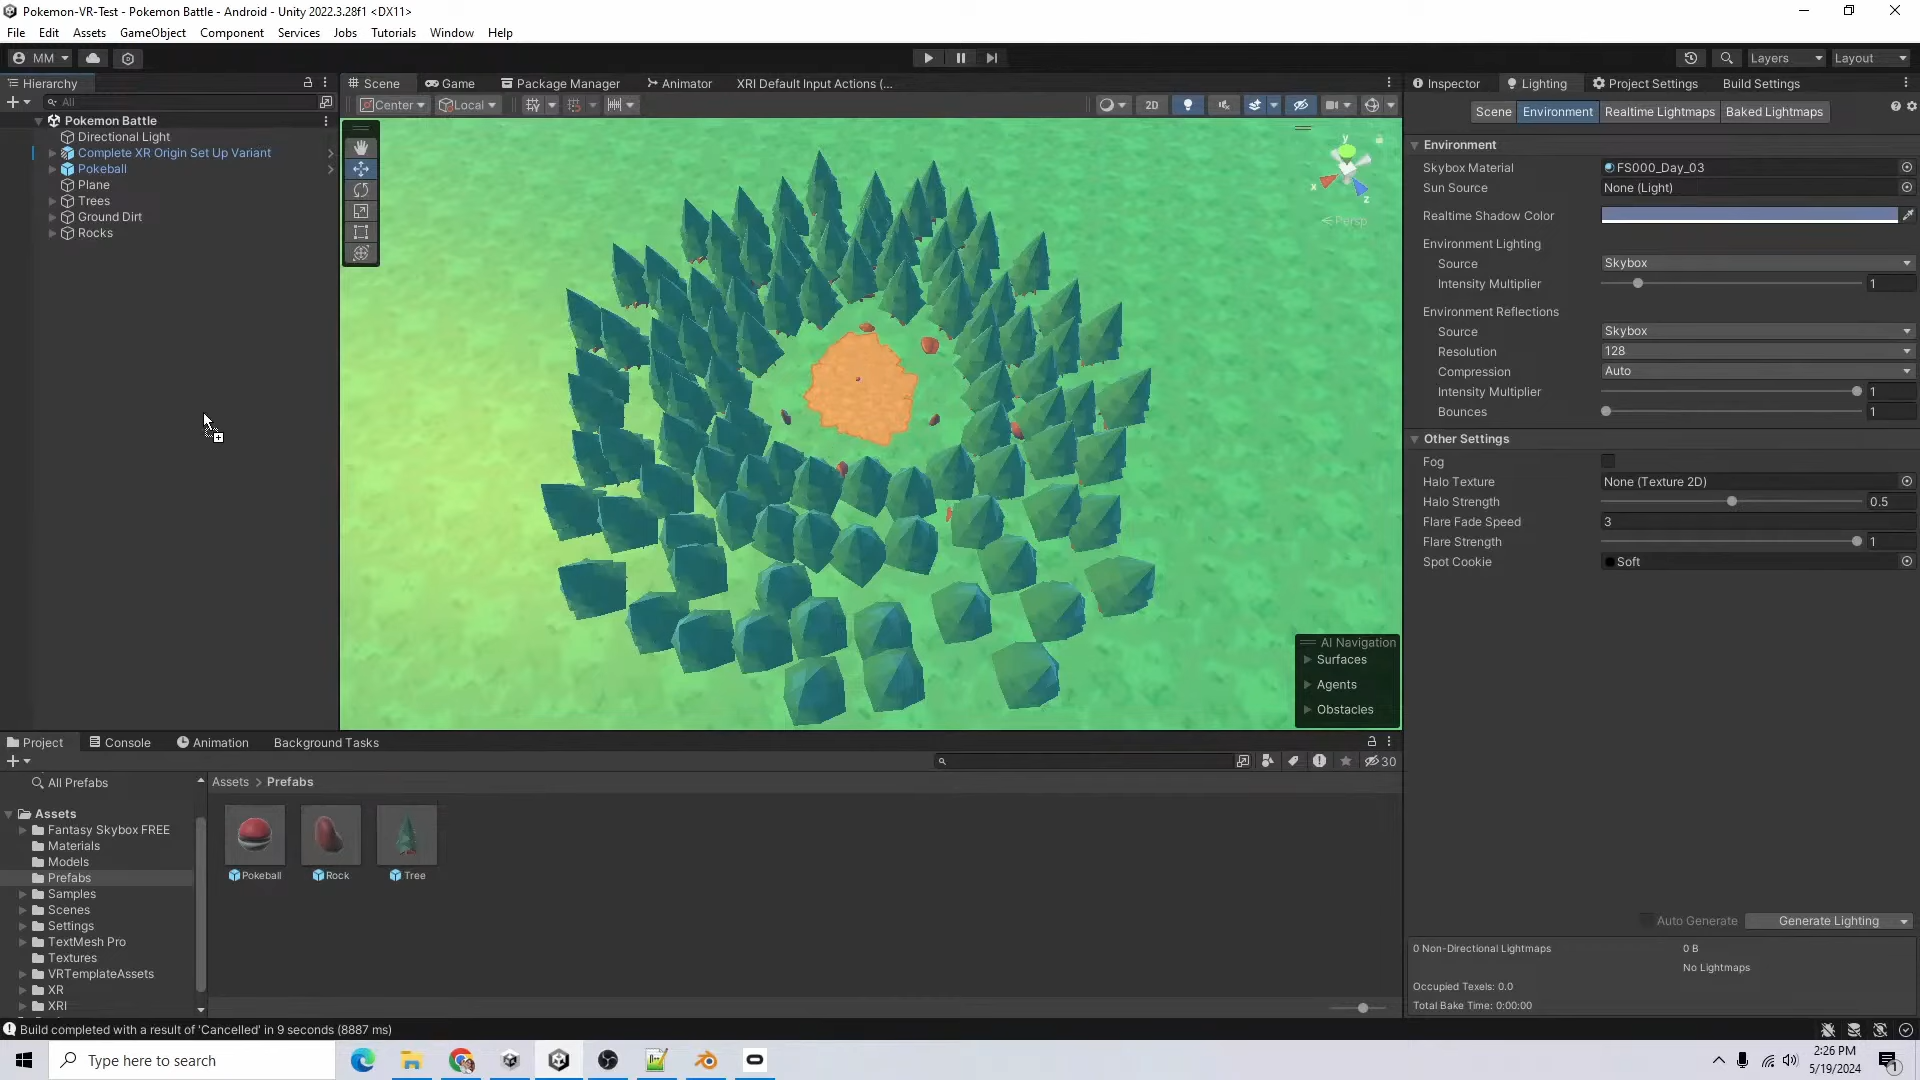 Pokemon-VR-Test - Pokemon Battle - Android - Unity 2022.3.28f1 <DX11>
File Edit Assets GameObject Component Services Jobs Tutorials Window Help
MM Layers Layout
Hierarchy
All
Pokemon Battle
Directional Light
Complete XR Origin Set Up Variant
Pokeball
Plane
Trees
Ground Dirt
Rocks
Scene Game Package Manager Animator XRI Default Input Actions (...
Center Local 2D
y
x
z
Persp
AI Navigation
Surfaces
Agents
Obstacles
Inspector Lighting Project Settings Build Settings
Scene Environment Realtime Lightmaps Baked Lightmaps
Environment
Skybox Material FS000_Day_03
Sun Source None (Light)
Realtime Shadow Color
Environment Lighting
Source Skybox
Intensity Multiplier 1
Environment Reflections
Source Skybox
Resolution 128
Compression Auto
Intensity Multiplier 1
Bounces 1
Other Settings
Fog
Halo Texture None (Texture 2D)
Halo Strength 0.5
Flare Fade Speed 3
Flare Strength 1
Spot Cookie Soft
Auto Generate Generate Lighting
0 Non-Directional Lightmaps 0 B
No Lightmaps
Occupied Texels: 0.0
Total Bake Time: 0:00:00
Project Console Animation Background Tasks
30
All Prefabs
Assets
Fantasy Skybox FREE
Materials
Models
Prefabs
Samples
Scenes
Settings
TextMesh Pro
Textures
VRTemplateAssets
XR
XRI
Assets > Prefabs
Pokeball Rock Tree
Build completed with a result of 'Cancelled' in 9 seconds (8887 ms)
Type here to search
2:26 PM
5/19/2024
1